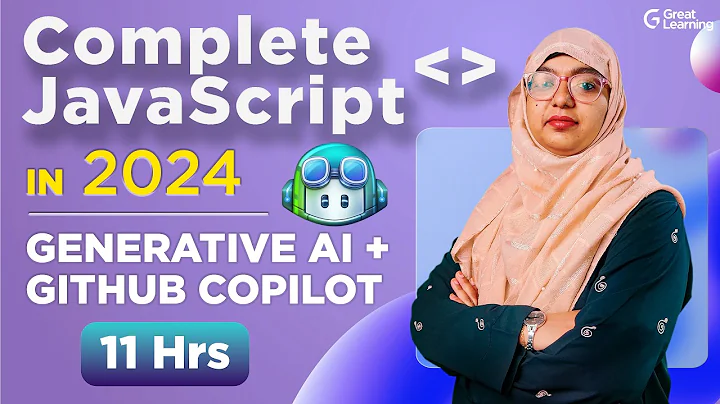 Complete
JavaScript
<>
IN 2024
GENERATIVE AI +
GITHUB COPILOT
11 Hrs
Great
Learning